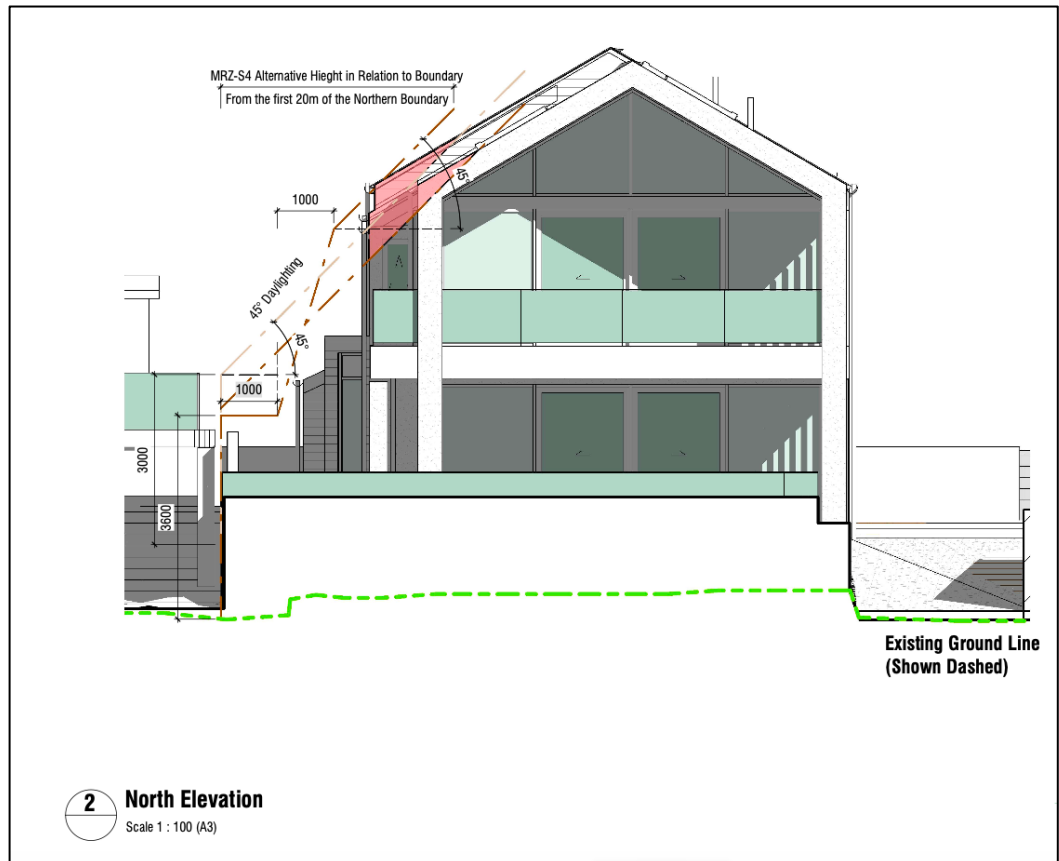 MRZ-S4 Alternative Hieght in Relation to Boundary
From the first 20m of the Northern Boundary
45°
1000
45° Daylighting
45°
1000
3000
3600
Existing Ground Line
(Shown Dashed)
2
North Elevation
Scale 1 : 100 (A3)